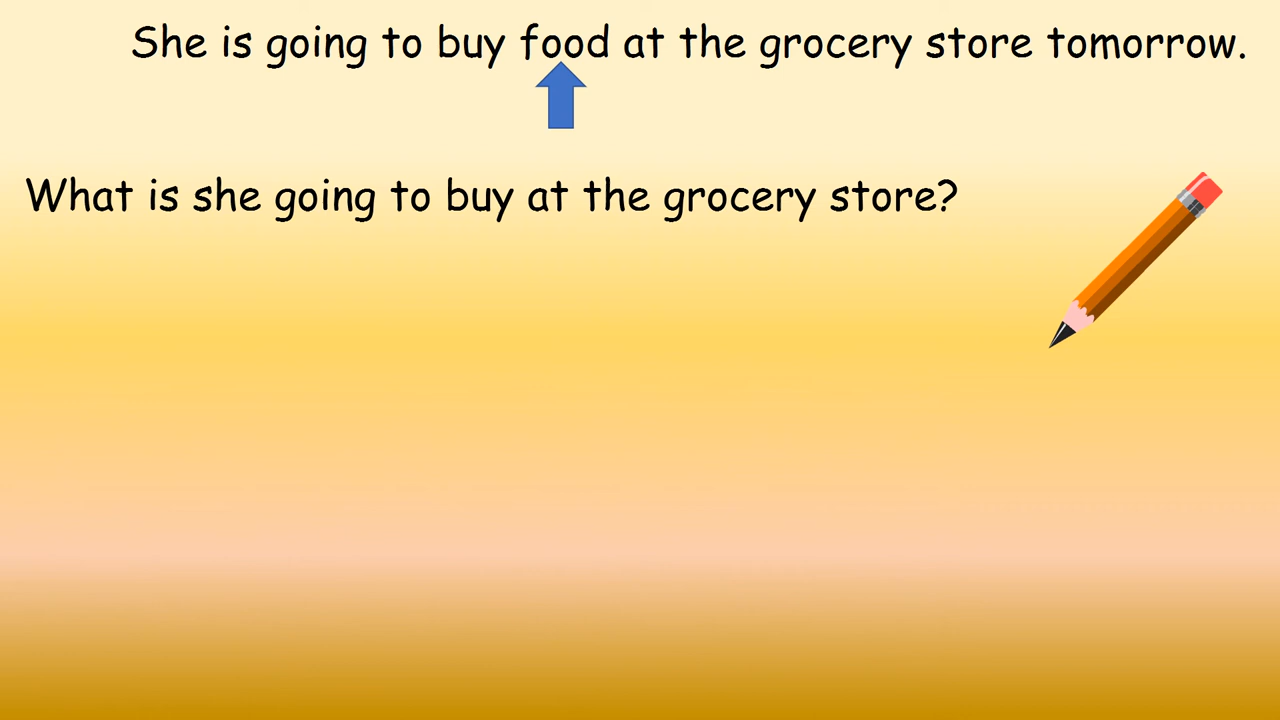 She is going to buy food at the grocery store tomorrow.
What is she going to buy at the grocery store?